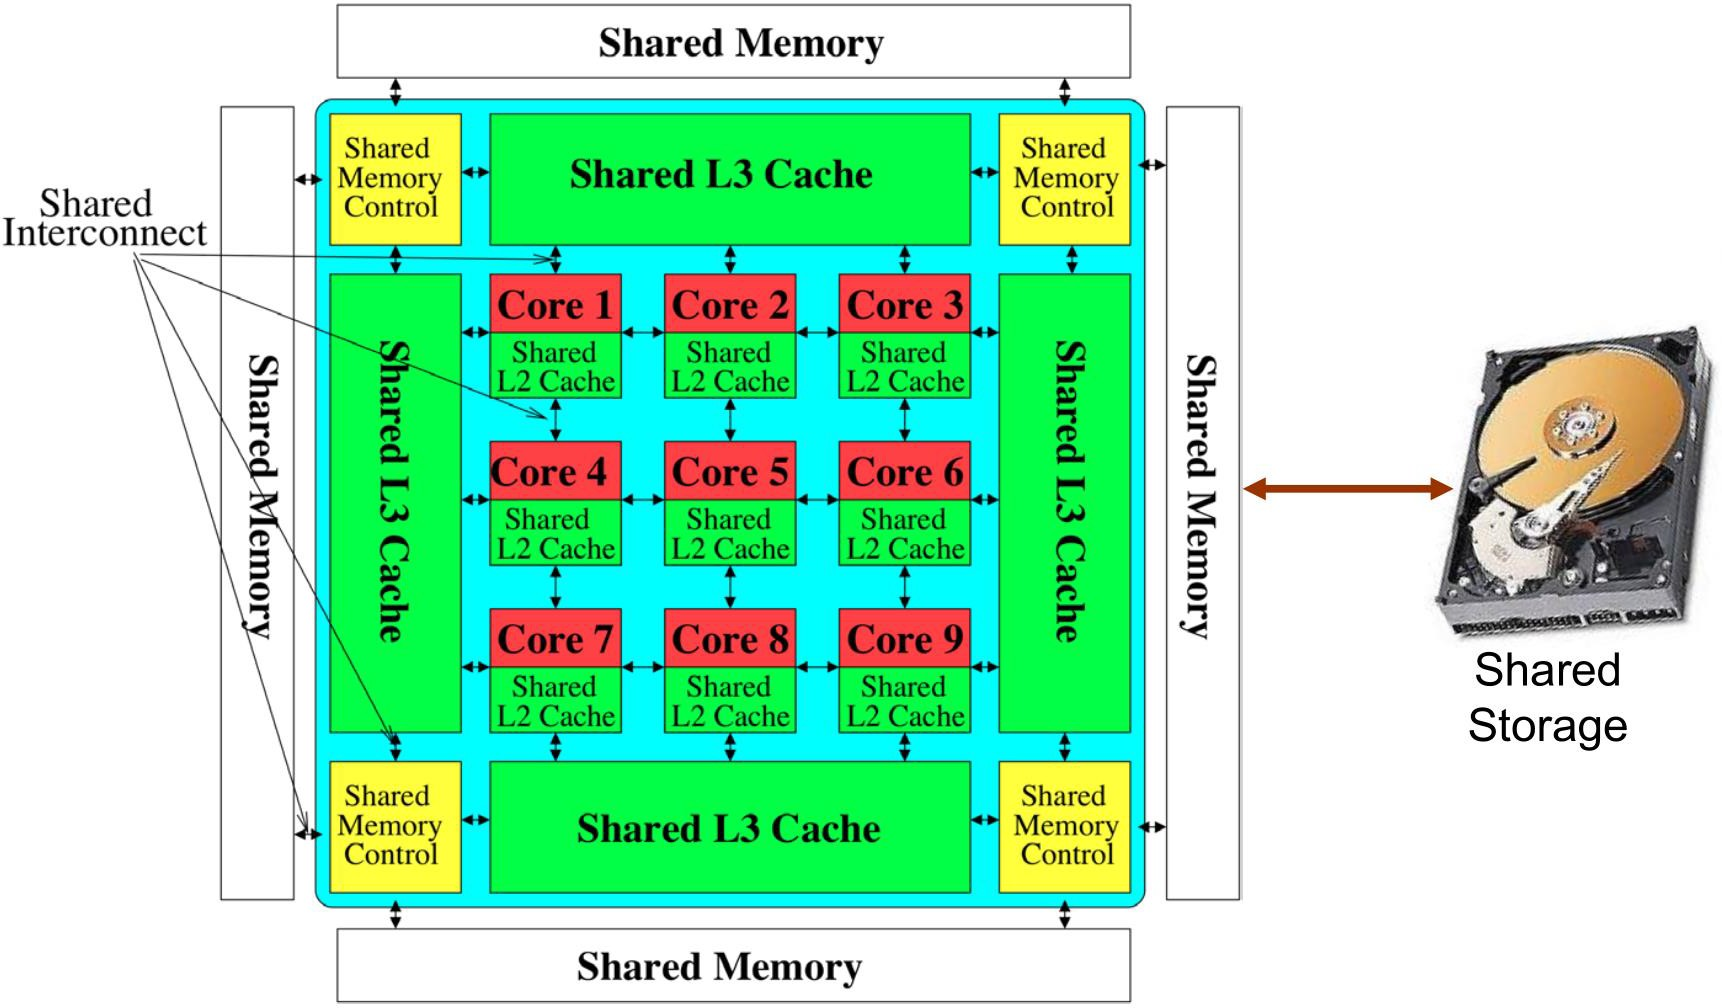 Shared Memory
Shared
Memory
Control
Shared L3 Cache
Shared
Memory
Control
Shared
Interconnect
Shared Memory
Shared L3 Cache
Core 1
Shared
L2 Cache
Core 2
Shared
L2 Cache
Core 3
Shared
L2 Cache
Core 4
Shared
L2 Cache
Core 5
Shared
L2 Cache
Core 6
Shared
L2 Cache
Core 7
Shared
L2 Cache
Core 8
Shared
L2 Cache
Core 9
Shared
L2 Cache
Shared L3 Cache
Shared Memory
Shared
Storage
Shared
Memory
Control
Shared L3 Cache
Shared
Memory
Control
Shared Memory